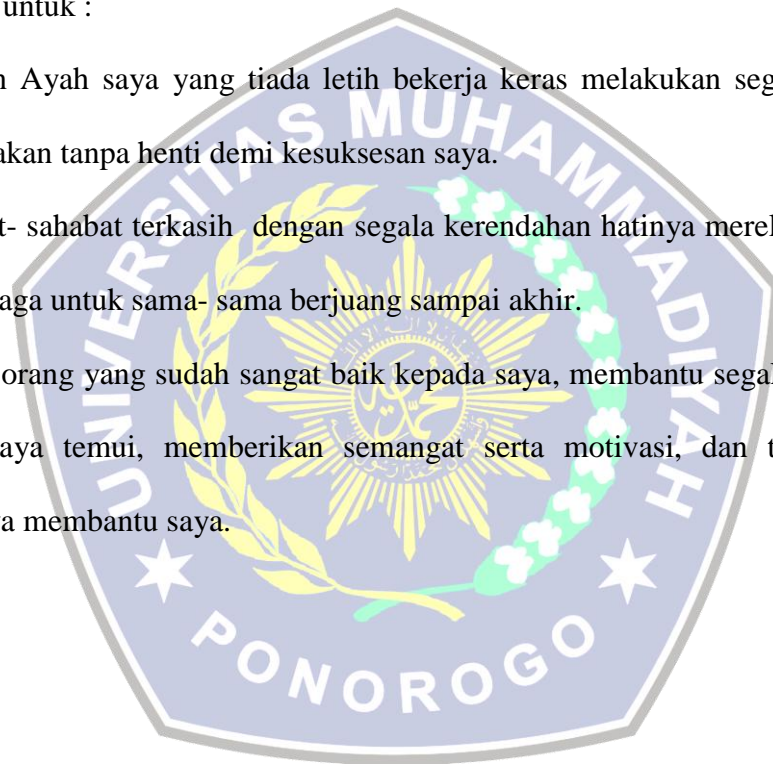 untuk :
n Ayah saya yang tiada letih bekerja keras melakukan seg
akan tanpa henti demi kesuksesan saya.
t- sahabat terkasih dengan segala kerendahan hatinya merel
aga untuk sama- sama berjuang sampai akhir.
orang yang sudah sangat baik kepada saya, membantu segal
aya temui, memberikan semangat serta motivasi, dan t
a membantu saya.
UNIVERSITAS MUHAMMADIYAH
محمدية
PONOROGO